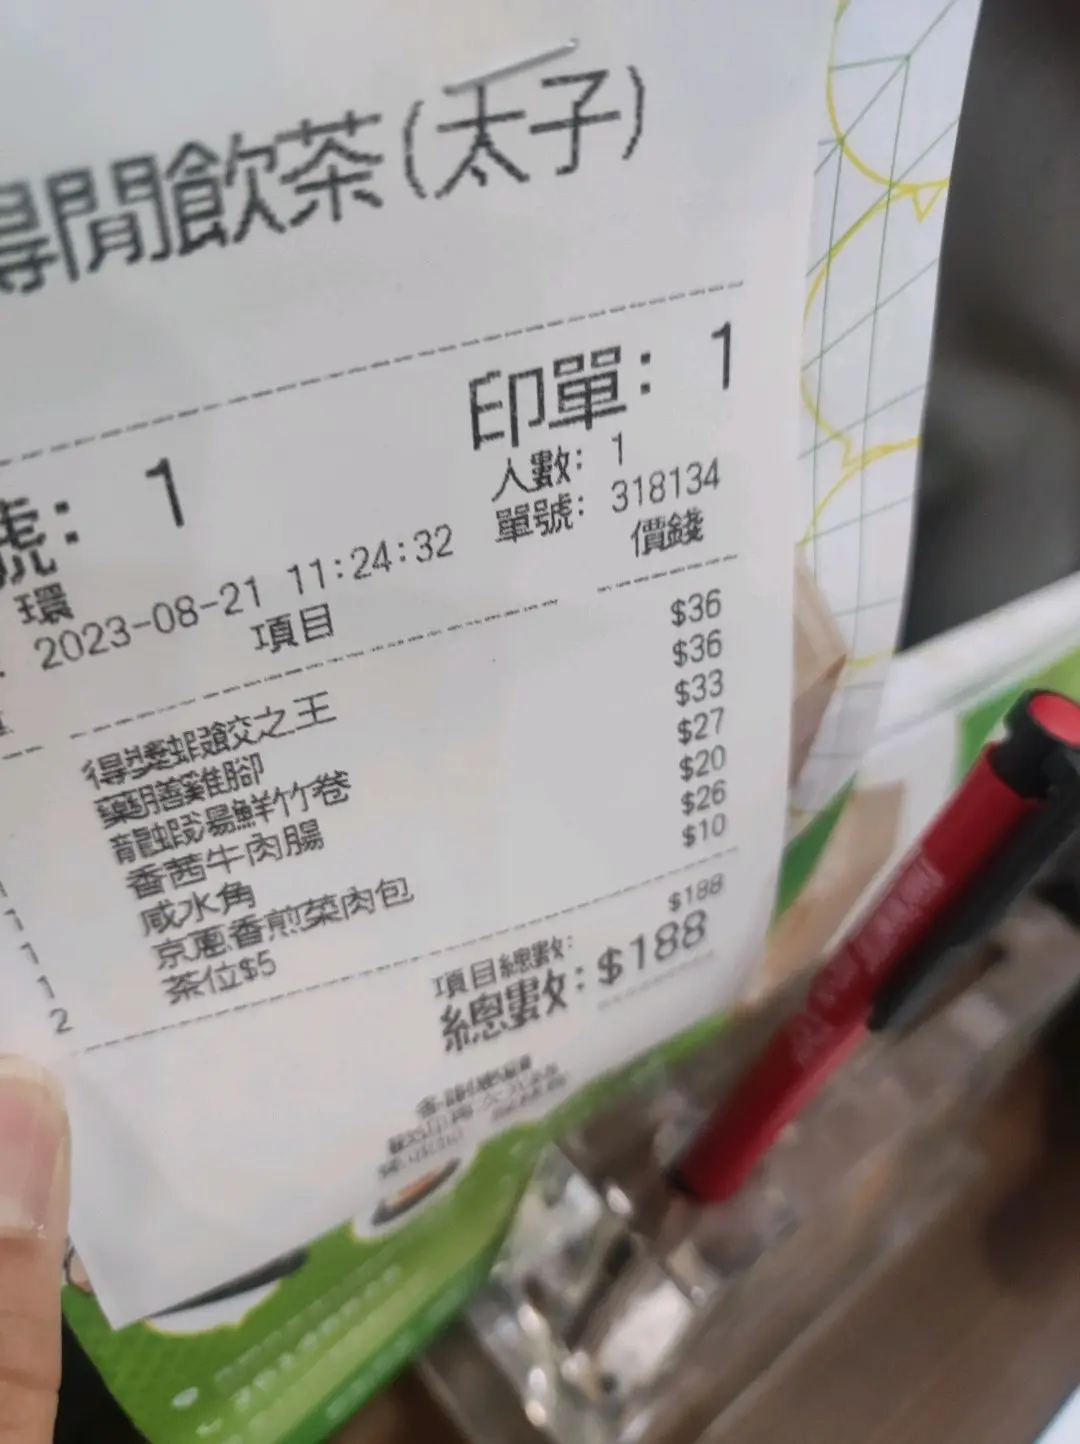 得閒飲茶(太子)
印單: 1
號: 1
人數: 1
單號: 318134
環
2023-08-21 11:24:32
項目 價錢
得獎蝦餃之王 $36
藥膳雞腳 $36
龍蝦湯鮮竹卷 $33
1 香茜牛肉腸 $27
1 咸水角 $20
1 京蔥香煎菜肉包 $26
2 茶位$5 $10
項目總數: $188
總數: $188